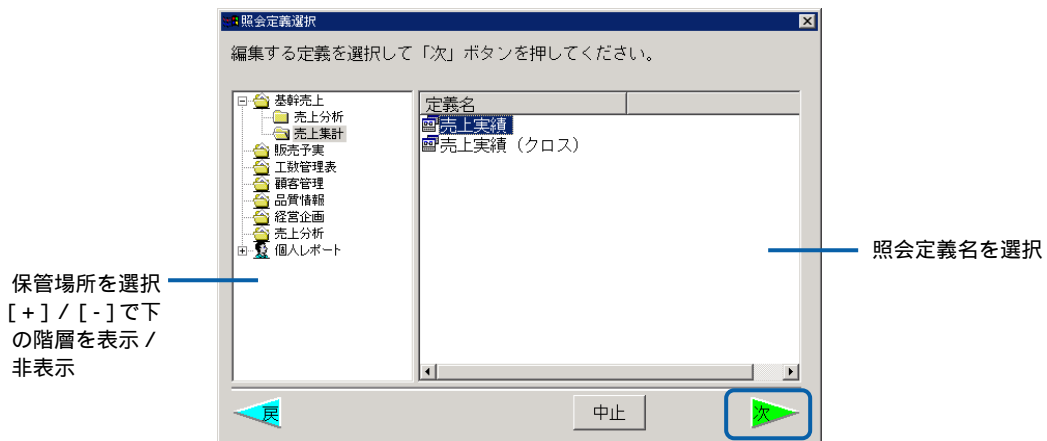 照会定義選択
編集する定義を選択して「次」ボタンを押してください。
基幹売上
売上分析
売上集計
販売予実
工数管理表
顧客管理
品質情報
経営企画
売上分析
個人レポート
定義名
売上実績
売上実績（クロス）
保管場所を選択
[+]/[-]で下
の階層を表示/
非表示
照会定義名を選択
戻
中止
次